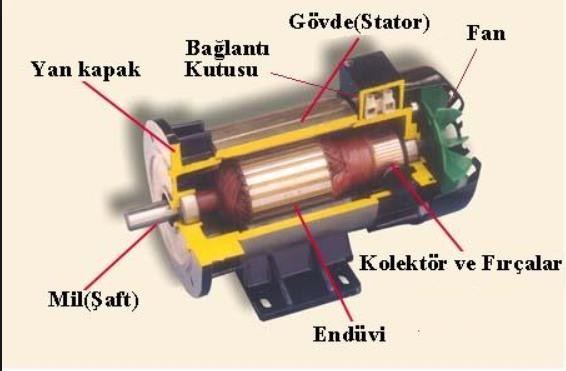 Gövde(Stator)
Fan
Bağlantı
Kutusu
Yan kapak
Kolektör ve Fırçalar
Mil(Şaft)
Endüvi